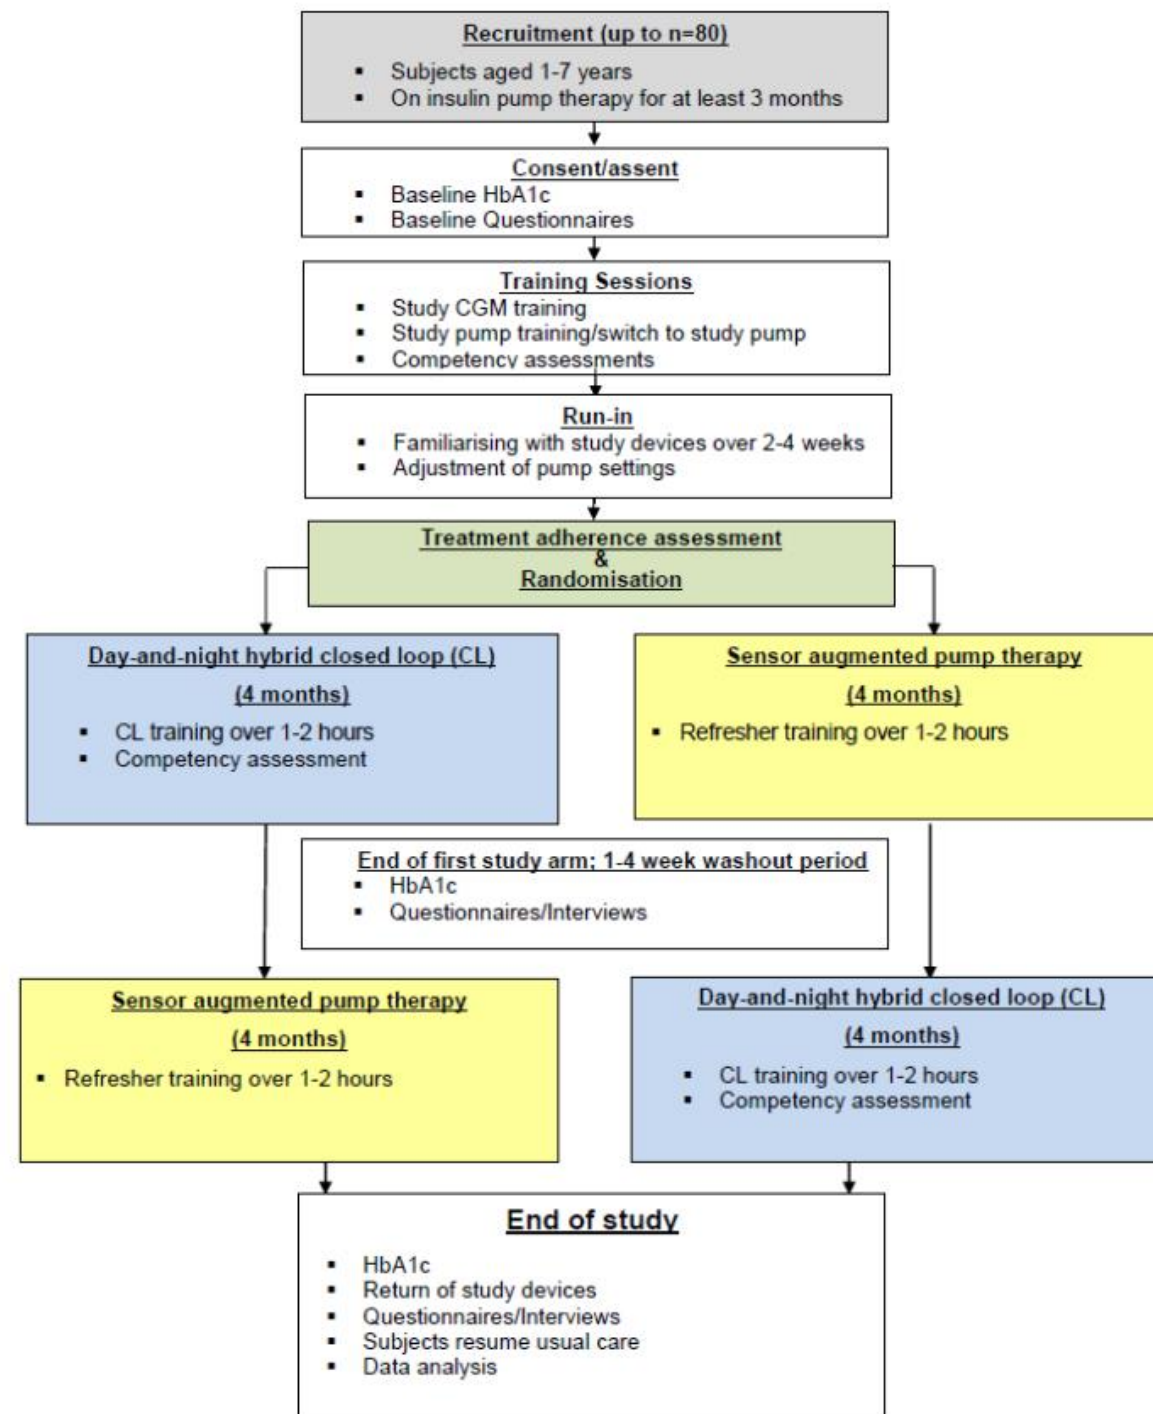 Recruitment (up to n=80)
▪ Subjects aged 1-7 years
▪ On insulin pump therapy for at least 3 months
Consent/assent
▪ Baseline HbA1c
▪ Baseline Questionnaires
Training Sessions
▪ Study CGM training
▪ Study pump training/switch to study pump
▪ Competency assessments
Run-in
▪ Familiarising with study devices over 2-4 weeks
▪ Adjustment of pump settings
Treatment adherence assessment
&
Randomisation
Day-and-night hybrid closed loop (CL)
(4 months)
▪ CL training over 1-2 hours
▪ Competency assessment
Sensor augmented pump therapy
(4 months)
▪ Refresher training over 1-2 hours
End of first study arm; 1-4 week washout period
▪ HbA1c
▪ Questionnaires/Interviews
Sensor augmented pump therapy
(4 months)
▪ Refresher training over 1-2 hours
Day-and-night hybrid closed loop (CL)
(4 months)
▪ CL training over 1-2 hours
▪ Competency assessment
End of study
▪ HbA1c
▪ Return of study devices
▪ Questionnaires/Interviews
▪ Subjects resume usual care
▪ Data analysis